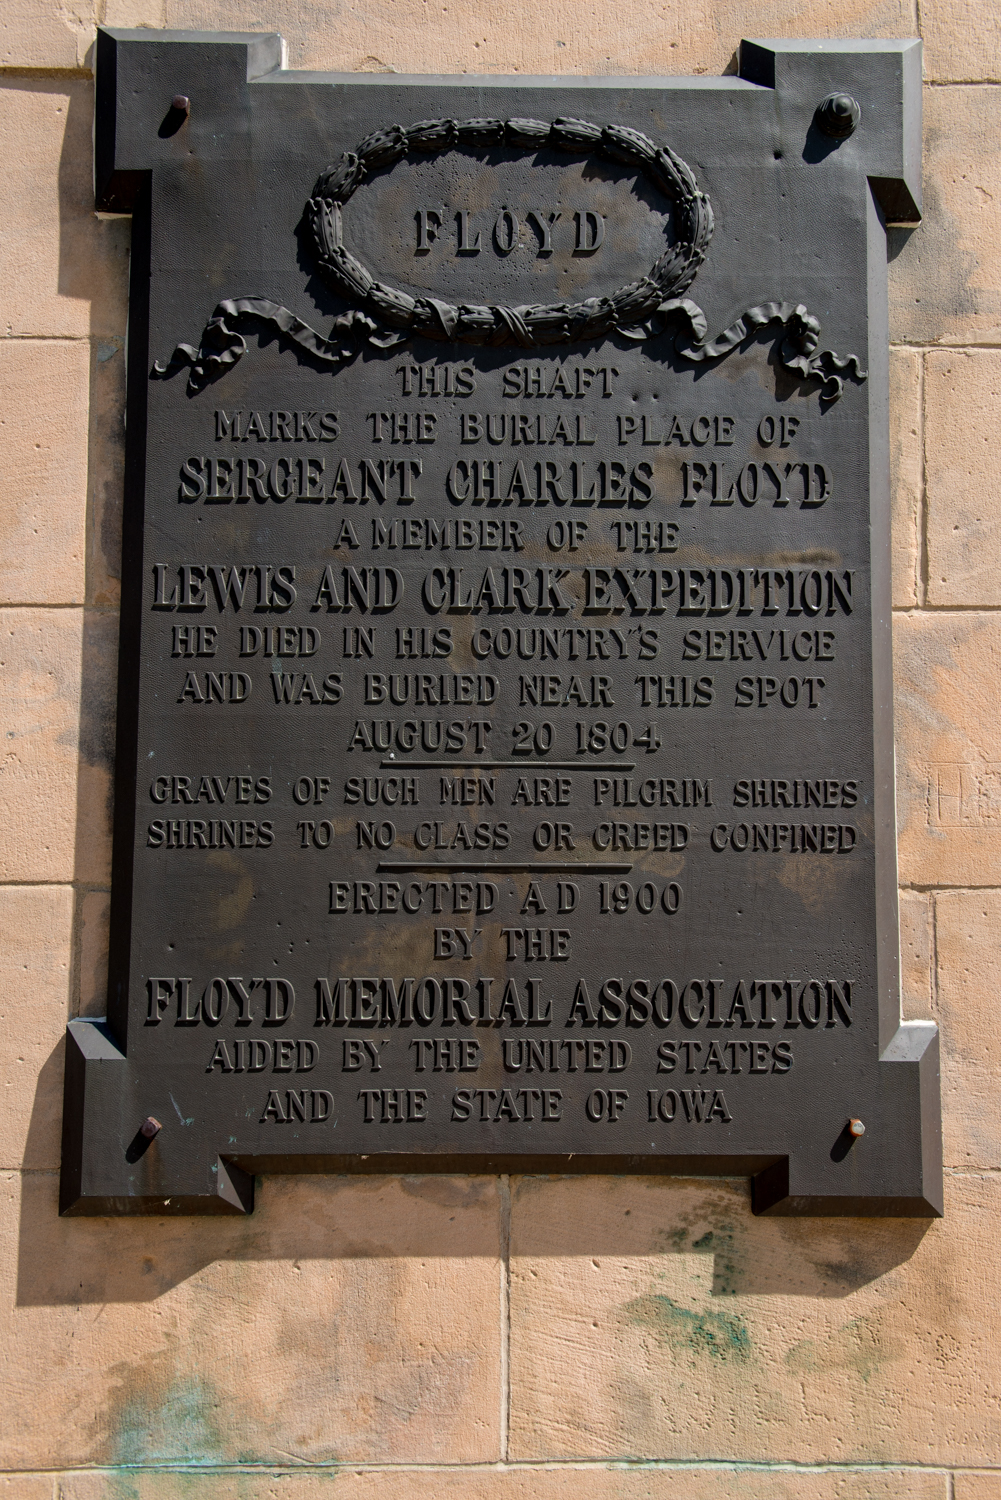 FLOYD
THIS SHAFT
MARKS THE BURIAL PLACE OF
SERGEANT CHARLES FLOYD
A MEMBER OF THE
LEWIS AND CLARK EXPEDITION
HE DIED IN HIS COUNTRY'S SERVICE
AND WAS BURIED NEAR THIS SPOT
AUGUST 20 1804
GRAVES OF SUCH MEN ARE PILGRIM SHRINES
SHRINES TO NO CLASS OR CREED CONFINED
ERECTED A D 1900
BY THE
FLOYD MEMORIAL ASSOCIATION
AIDED BY THE UNITED STATES
AND THE STATE OF IOWA